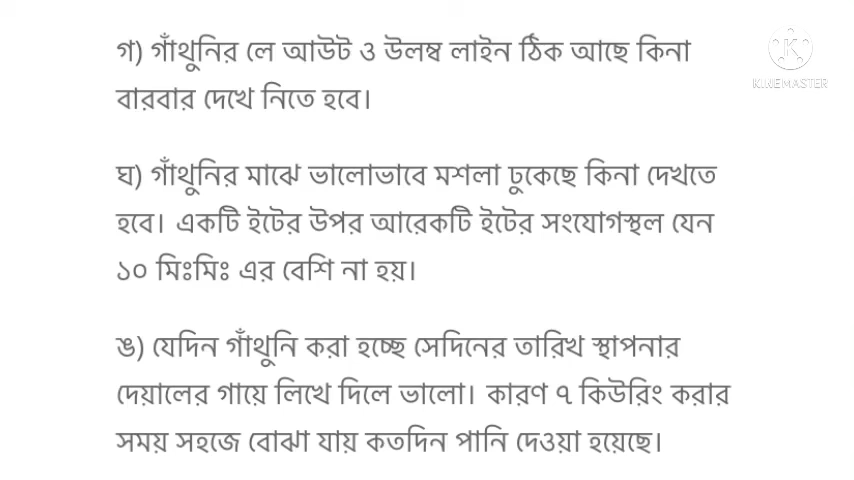 গ) গাঁথুনির লে আউট ও উলম্ব লাইন ঠিক আছে কিনা
বারবার দেখে নিতে হবে।
ঘ) গাঁথুনির মাঝে ভালোভাবে মশলা ঢুকেছে কিনা দেখতে
হবে। একটি ইটের উপর আরেকটি ইটের সংযোগস্থল যেন
১০ মিঃমিঃ এর বেশি না হয়।
ঙ) যেদিন গাঁথুনি করা হচ্ছে সেদিনের তারিখ স্থাপনার
দেয়ালের গায়ে লিখে দিলে ভালো। কারণ ৭ কিউরিং করার
সময় সহজে বোঝা যায় কতদিন পানি দেওয়া হয়েছে।
K
KINEMASTER